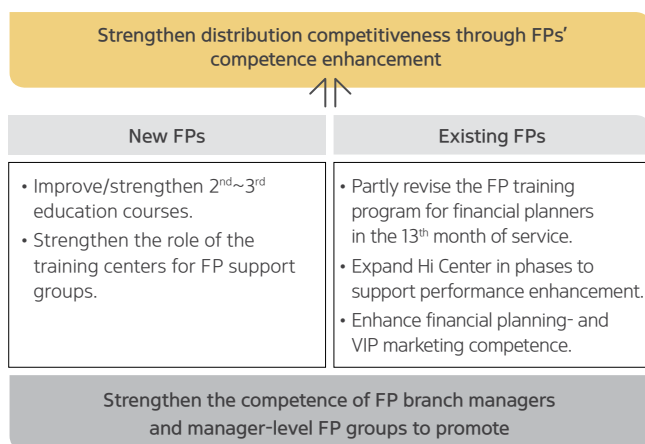 Strengthen distribution competitiveness through FPs’
competence enhancement
New FPs
• Improve/strengthen 2nd~3rd
education courses.
• Strengthen the role of the
training centers for FP support
groups.
Existing FPs
• Partly revise the FP training
program for financial planners
in the 13th month of service.
• Expand Hi Center in phases to
support performance enhancement.
• Enhance financial planning- and
VIP marketing competence.
Strengthen the competence of FP branch managers
and manager-level FP groups to promote